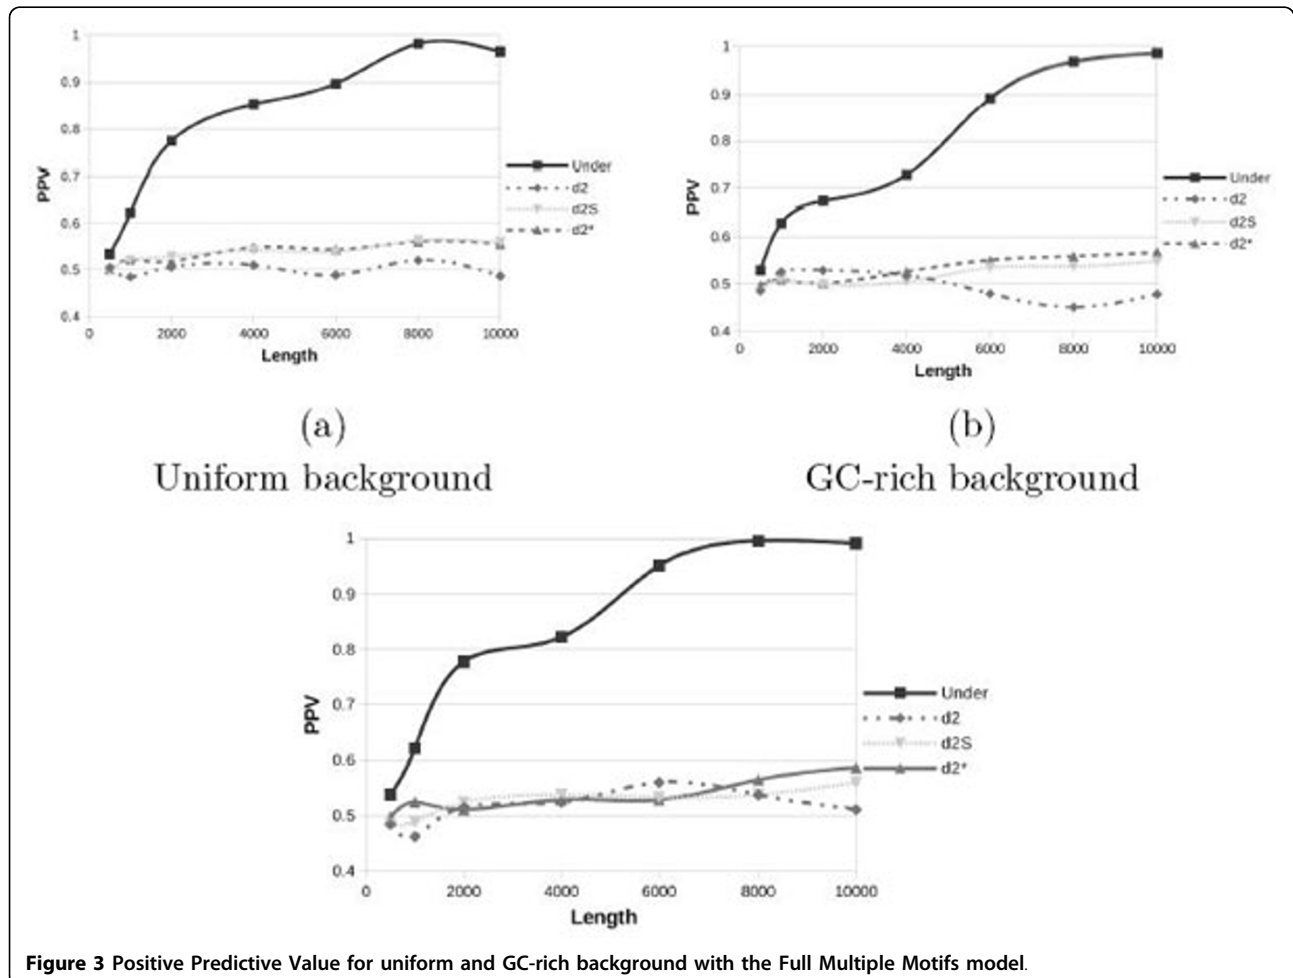 1
0.9
0.8
0.7
0.6
0.5
0.4
PPV
0 2000 4000 6000 8000 10000
Length
Under
d2
d2S
d2*
(a)
Uniform background
1
0.9
0.8
0.7
0.6
0.5
0.4
PPV
0 2000 4000 6000 8000 10000
Length
Under
d2
d2S
d2*
(b)
GC-rich background
1
0.9
0.8
0.7
0.6
0.5
0.4
PPV
0 2000 4000 6000 8000 10000
Length
Under
d2
d2S
d2*
Figure 3 Positive Predictive Value for uniform and GC-rich background with the Full Multiple Motifs model.